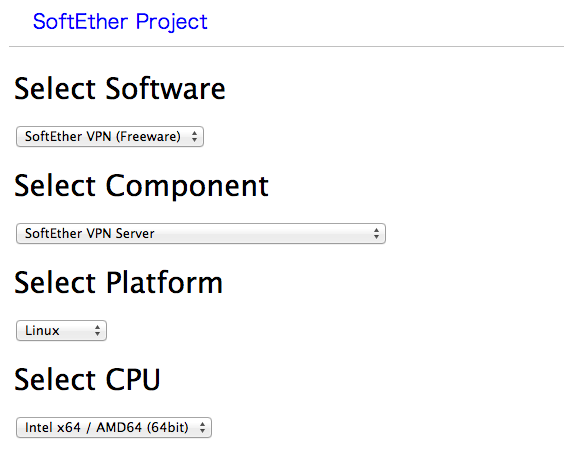 SoftEther Project
Select Software
SoftEther VPN (Freeware)
Select Component
SoftEther VPN Server
Select Platform
Linux
Select CPU
Intel x64 / AMD64 (64bit)